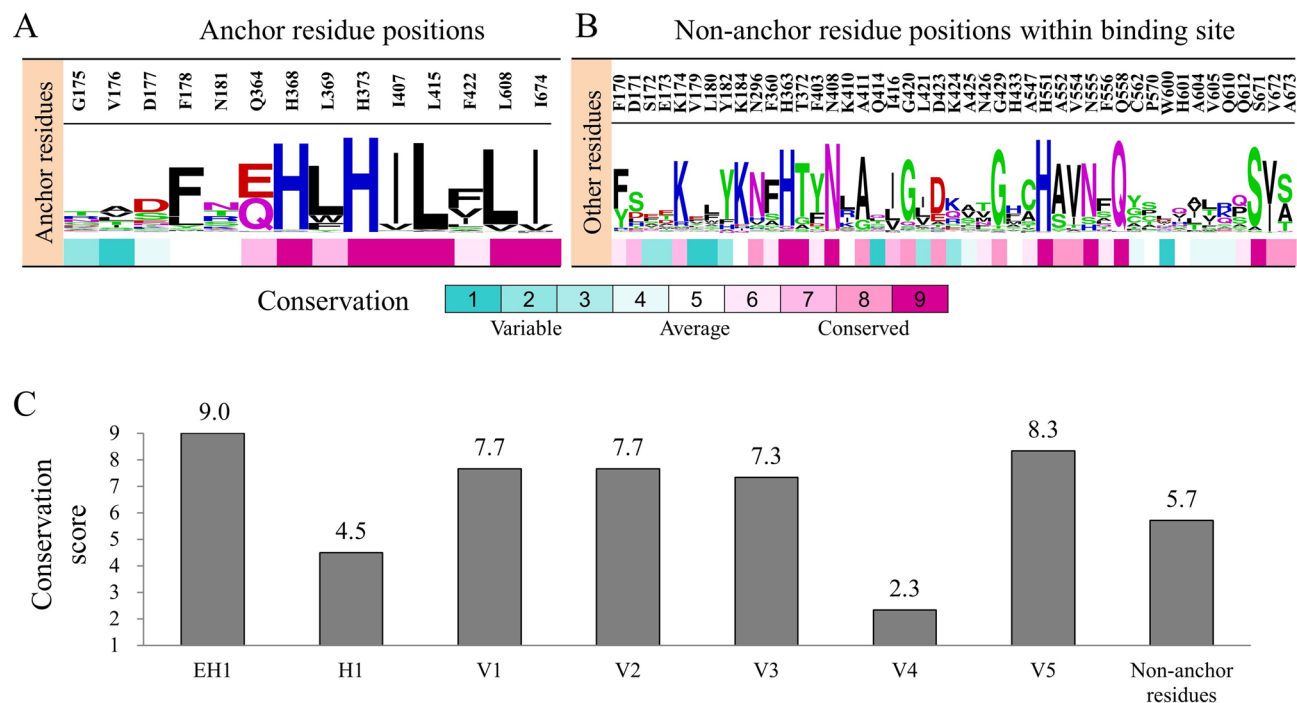 A
Anchor residue positions
Anchor residues
G175 V176 D177 F178 N181 Q364 H368 L369 H373 I407 L415 F422 L608 I674
B
Non-anchor residue positions within binding site
Other residues
F170 D171 S172 E173 K174 V179 L180 Y182 K184 N296 F360 H363 T372 F403 N408 K410 A411 Q414 I416 G420 L421 D423 K424 A425 N426 G429 H433 A547 H551 A552 V554 N555 F556 Q558 C562 P570 W600 H601 A604 V605 Q610 Q612 S671 V672 A673
Conservation
1 2 3 4 5 6 7 8 9
Variable Average Conserved
C
Conservation
score
9
8
7
6
5
4
3
2
1
9.0
4.5
7.7
7.7
7.3
2.3
8.3
5.7
EH1 H1 V1 V2 V3 V4 V5 Non-anchor
residues